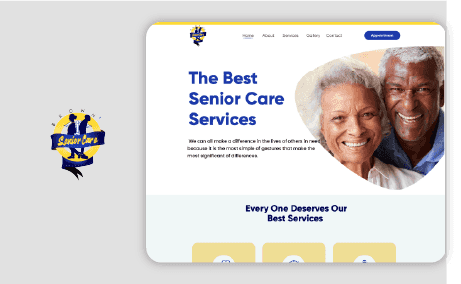 Home About Services Gallery Contact Appointment
The Best
Senior Care
Services
We can all make a difference in the lives of others in need
because it is the most simple of gestures that make the
most significant of differences.
Senior Care
Every One Deserves Our
Best Services